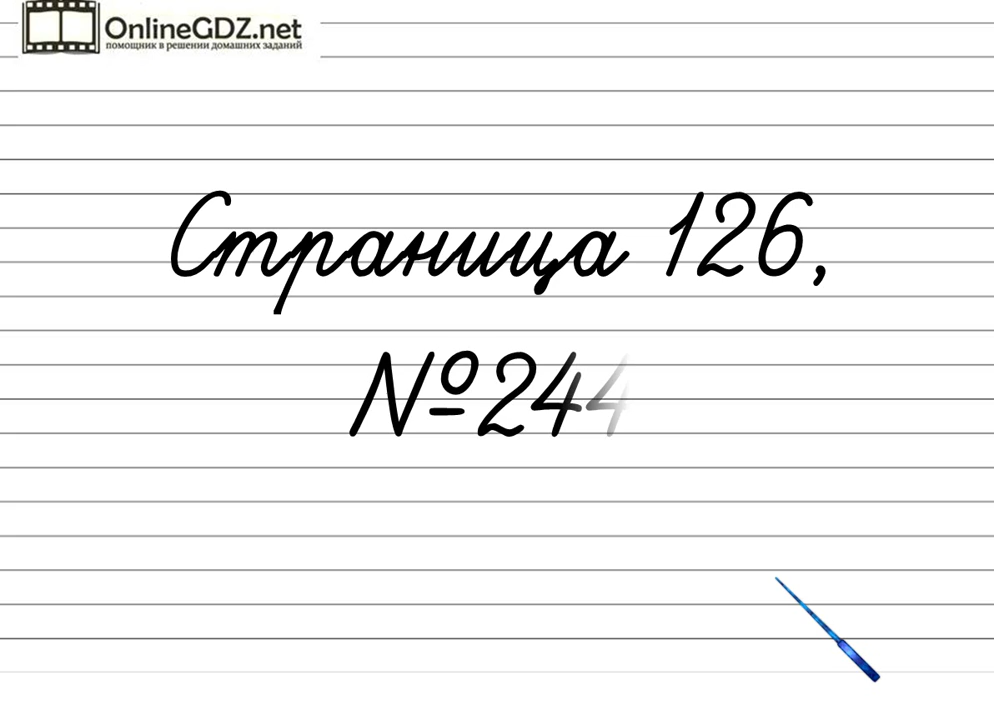 OnlineGDZ.net
помощник в решении домашних заданий
Страница 126,
№244